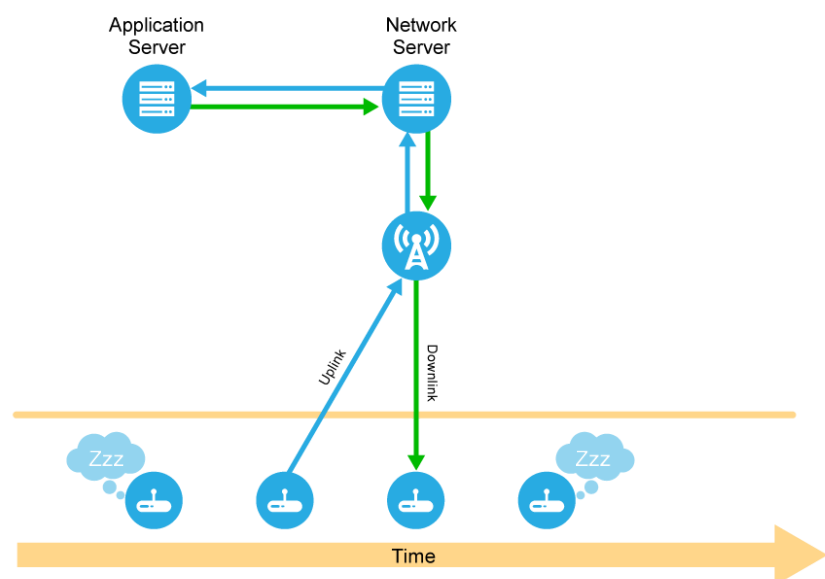 Application
Server
Network
Server
Uplink
Downlink
Zzz
Zzz
Time